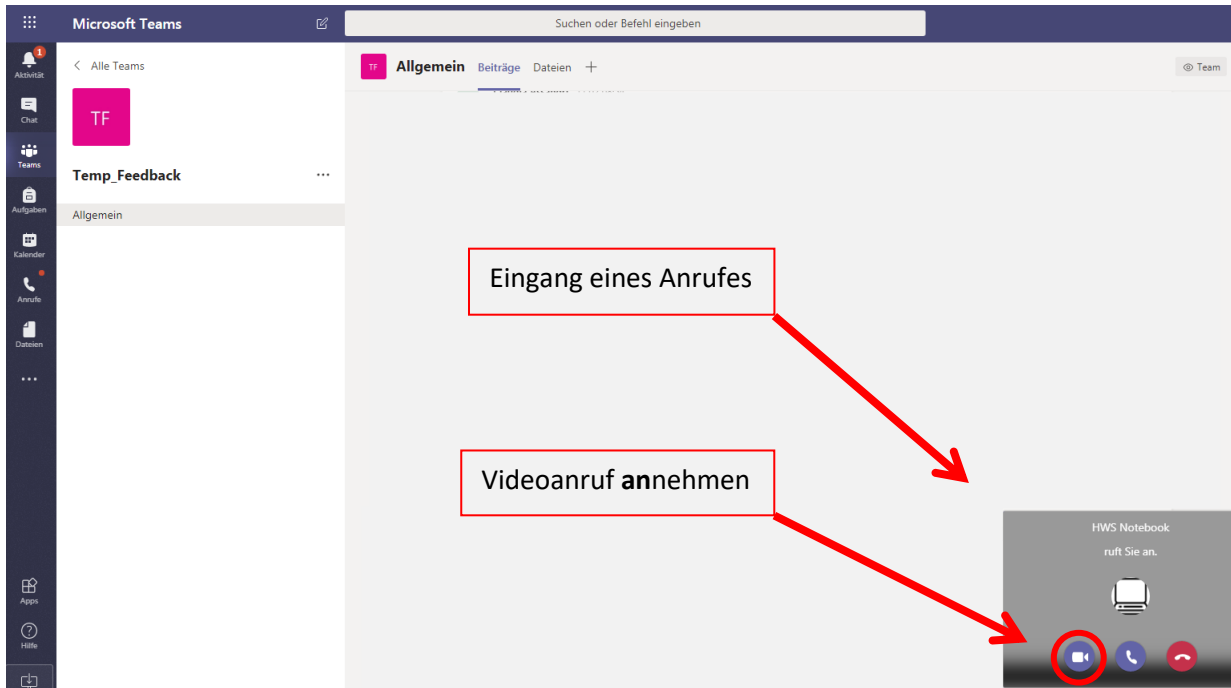 Microsoft Teams
Suchen oder Befehl eingeben
1
Aktivität
Chat
Teams
Aufgaben
Kalender
Anrufe
Dateien
Apps
Hilfe
Alle Teams
TF
Temp_Feedback
Allgemein
TF Allgemein Beiträge Dateien
Team
Eingang eines Anrufes
Videoanruf annehmen
HWS Notebook
ruft Sie an.